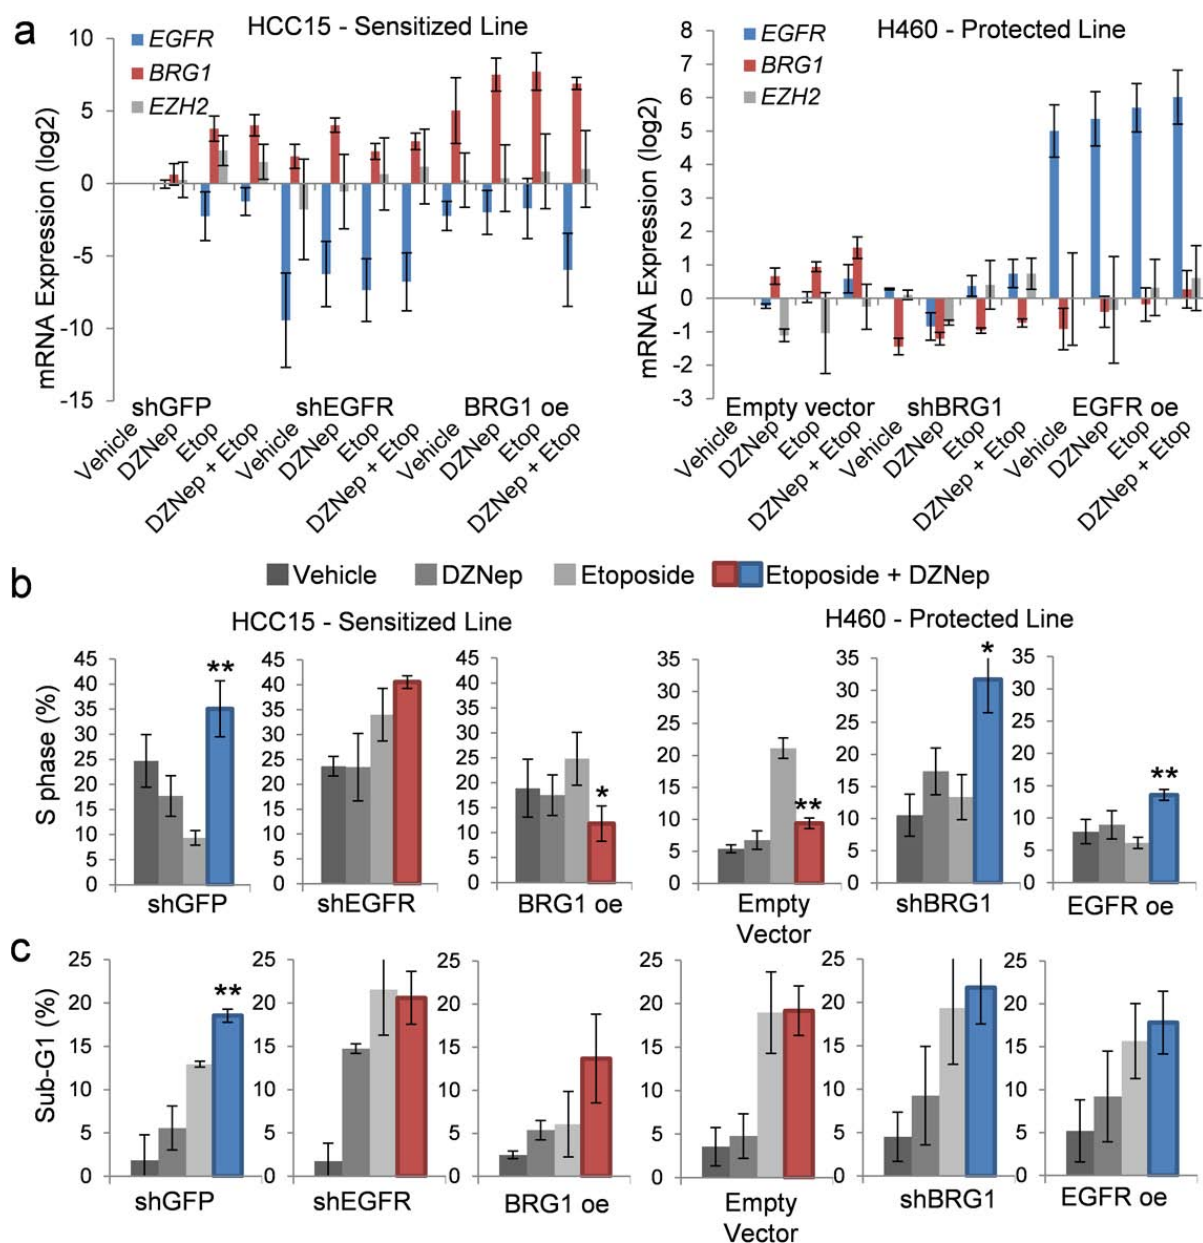 a
HCC15 - Sensitized Line
EGFR
BRG1
EZH2
mRNA Expression (log2)
10
5
0
-5
-10
-15
shGFP
shEGFR
BRG1 oe
Vehicle
DZNep
Etop
DZNep + Etop
Vehicle
DZNep
Etop
DZNep + Etop
Vehicle
DZNep
Etop
DZNep + Etop
H460 - Protected Line
EGFR
BRG1
EZH2
mRNA Expression (log2)
8
7
6
5
4
3
2
1
0
-1
-2
-3
Empty vector
shBRG1
EGFR oe
Vehicle
DZNep
Etop
DZNep + Etop
Vehicle
DZNep
Etop
DZNep + Etop
Vehicle
DZNep
Etop
DZNep + Etop
b
Vehicle
DZNep
Etoposide
Etoposide + DZNep
HCC15 - Sensitized Line
H460 - Protected Line
S phase (%)
45
40
35
30
25
20
15
10
5
0
**
shGFP
45
40
35
30
25
20
15
10
5
0
shEGFR
45
40
35
30
25
20
15
10
5
0
*
BRG1 oe
35
30
25
20
15
10
5
0
**
Empty
Vector
35
30
25
20
15
10
5
0
*
shBRG1
35
30
25
20
15
10
5
0
**
EGFR oe
c
Sub-G1 (%)
25
20
15
10
5
0
**
shGFP
25
20
15
10
5
0
shEGFR
25
20
15
10
5
0
BRG1 oe
25
20
15
10
5
0
Empty
Vector
25
20
15
10
5
0
shBRG1
25
20
15
10
5
0
EGFR oe